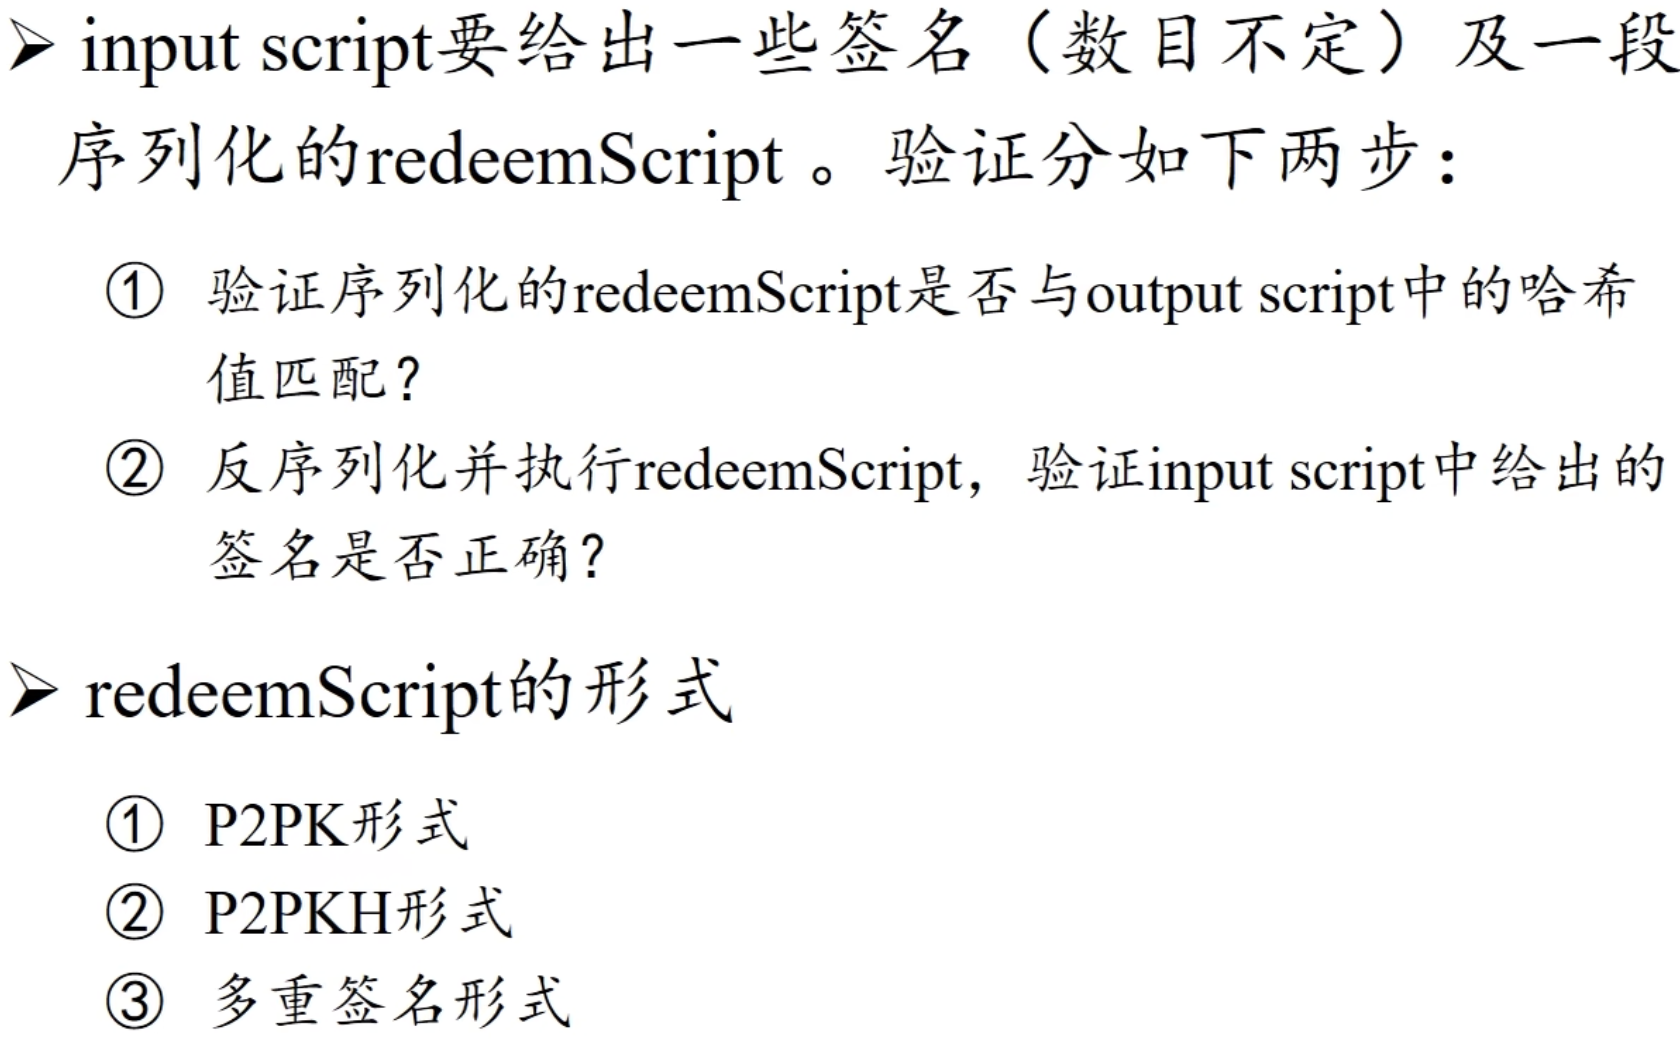 ➢ input script要给出一些签名（数目不定）及一段
序列化的redeemScript 。验证分如下两步：
① 验证序列化的redeemScript是否与output script中的哈希
值匹配？
② 反序列化并执行redeemScript，验证input script中给出的
签名是否正确？
➢ redeemScript的形式
① P2PK形式
② P2PKH形式
③ 多重签名形式